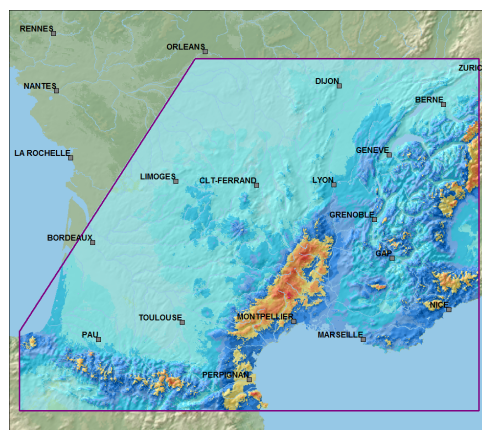 RENNES
ORLEANS
ZURIC
DIJON
NANTES
BERNE
LA ROCHELLE
GENEVE
LIMOGES
CLT-FERRAND
LYON
GRENOBLE
BORDEAUX
GAP
NICE
TOULOUSE
MONTPELLIER
PAU
MARSEILLE
PERPIGNAN